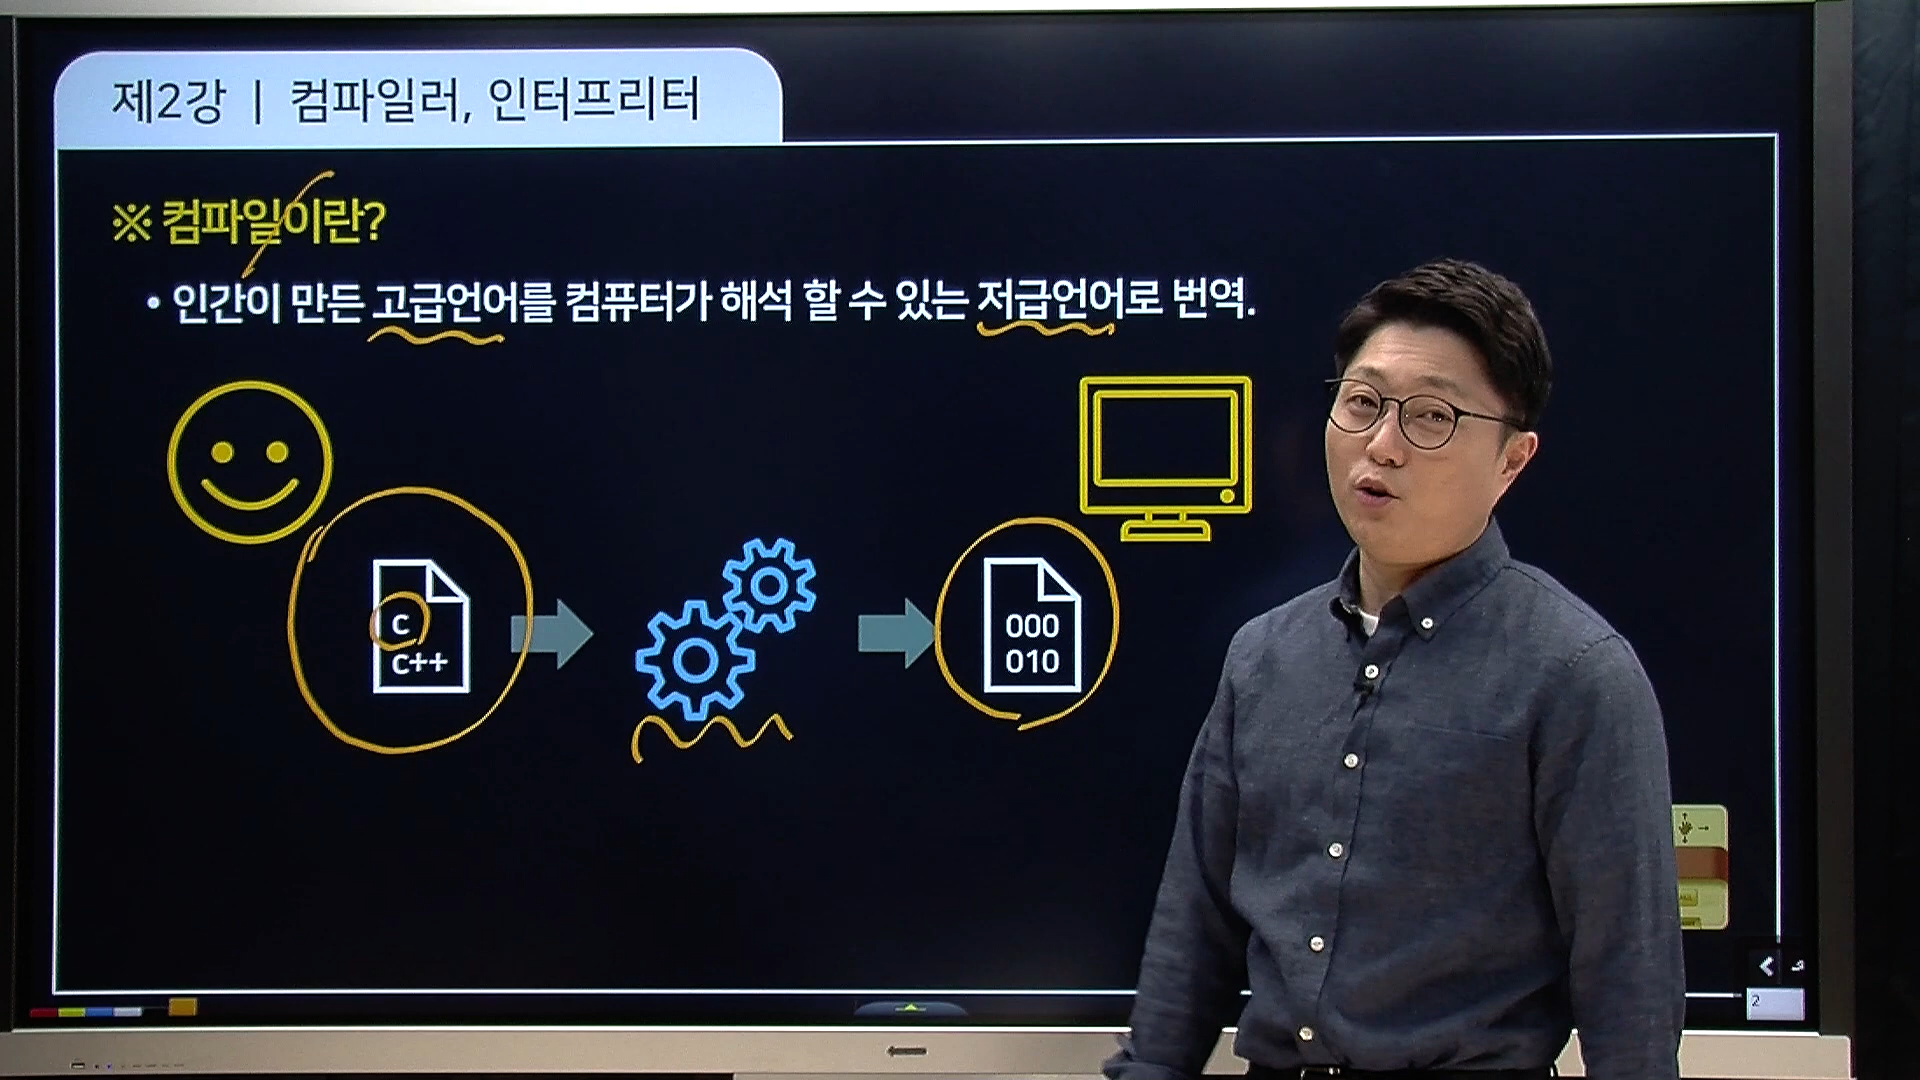 제2강 | 컴파일러, 인터프리터
※ 컴파일이란?
• 인간이 만든 고급언어를 컴퓨터가 해석 할 수 있는 저급언어로 번역.
c
c++
000
010
2